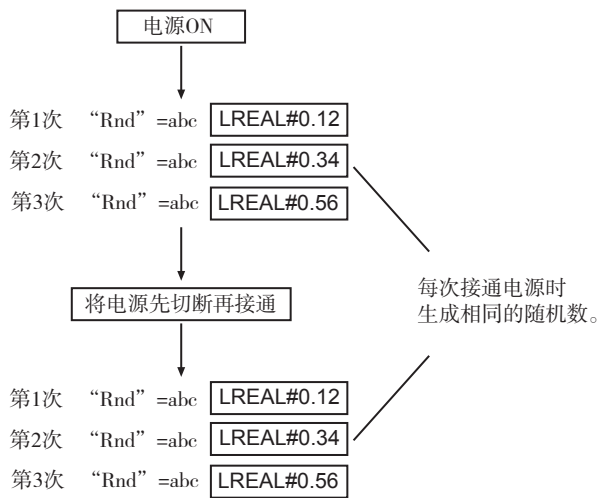 电源ON
第1次 “Rnd”=abc LREAL#0.12
第2次 “Rnd”=abc LREAL#0.34
第3次 “Rnd”=abc LREAL#0.56
将电源先切断再接通
每次接通电源时
生成相同的随机数。
第1次 “Rnd”=abc LREAL#0.12
第2次 “Rnd”=abc LREAL#0.34
第3次 “Rnd”=abc LREAL#0.56